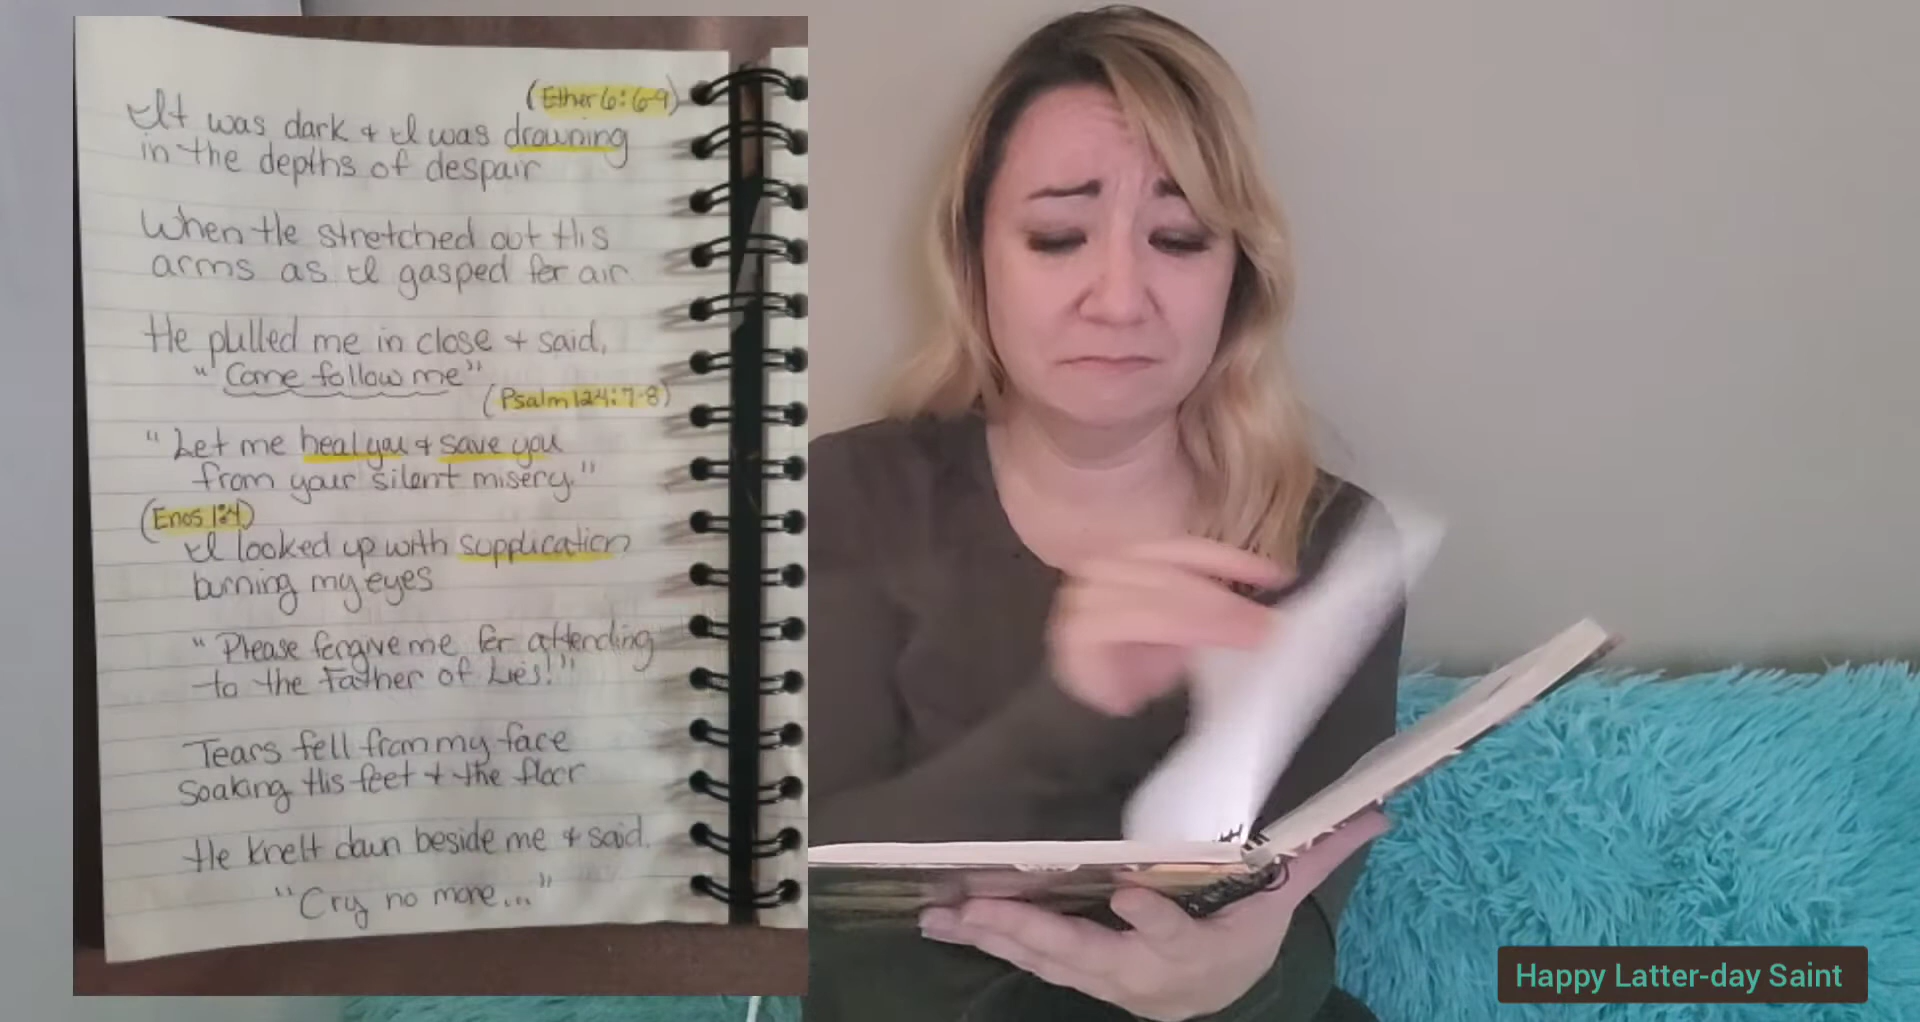 (Ether 6:6-9)
It was dark & I was drowning
in the depths of despair
When He stretched out His
arms as I gasped for air.
He pulled me in close & said,
"Come follow me"
(Psalm 124:7-8)
"Let me heal you & save you
from your silent misery."
(Enos 1:4)
I looked up with supplication
burning my eyes
"Please forgive me for attending
to the Father of Lies!"
Tears fell from my face
soaking His feet & the floor
He knelt down beside me & said,
"Cry no more..."
Happy Latter-day Saint